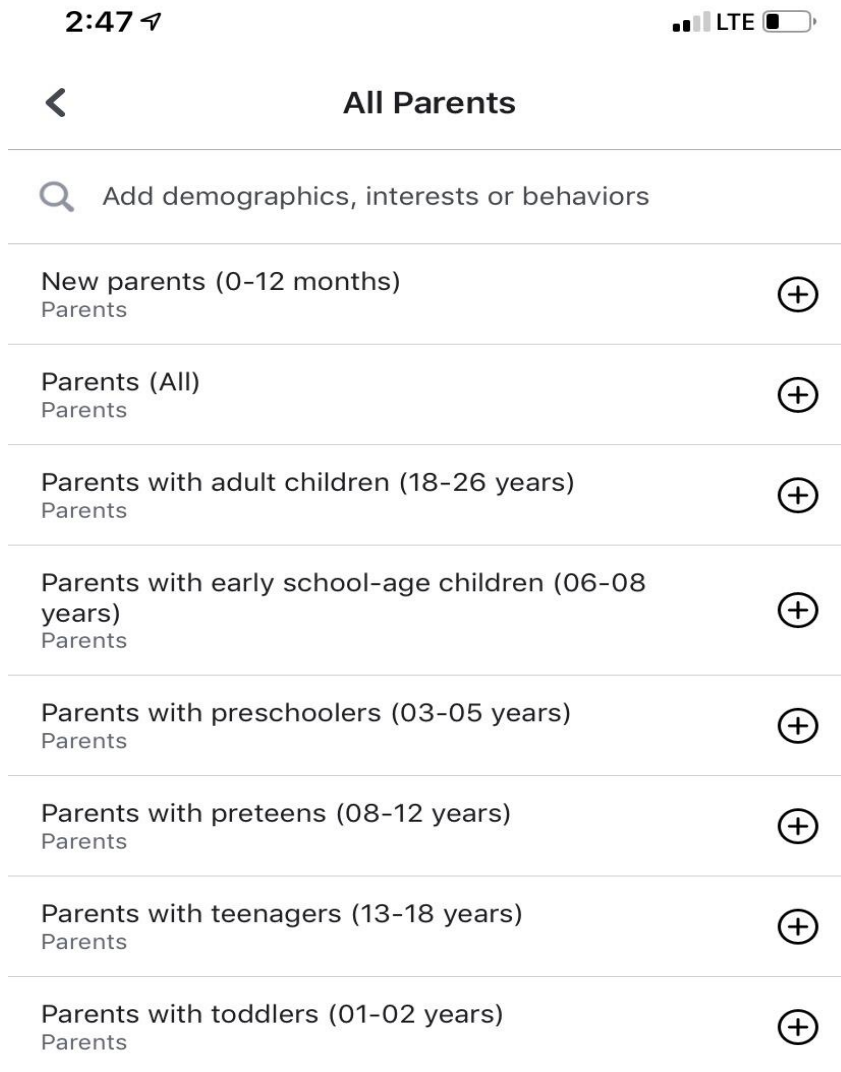 2:47
LTE
All Parents
Add demographics, interests or behaviors
New parents (0-12 months)
Parents
Parents (All)
Parents
Parents with adult children (18-26 years)
Parents
Parents with early school-age children (06-08
years)
Parents
Parents with preschoolers (03-05 years)
Parents
Parents with preteens (08-12 years)
Parents
Parents with teenagers (13-18 years)
Parents
Parents with toddlers (01-02 years)
Parents